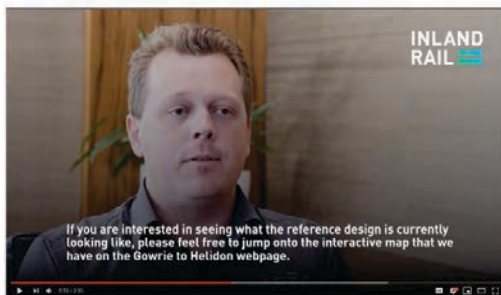 INLAND
RAIL
If you are interested in seeing what the reference design is currently
looking like, please feel free to jump onto the interactive map that we
have on the Gowrie to Helidon webpage.